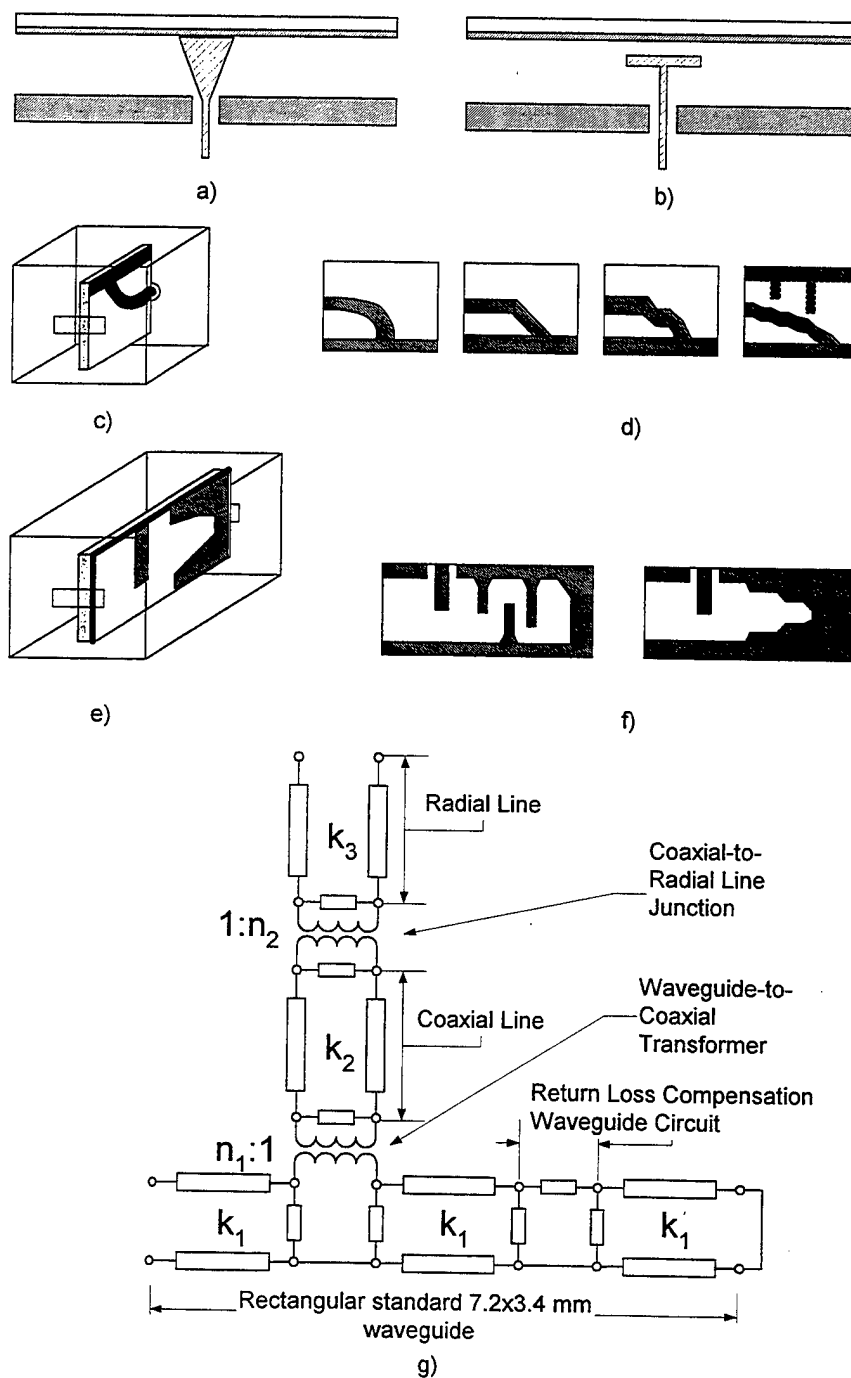 a)
b)
c)
d)
e)
f)
Radial Line
k3
Coaxial-to-
Radial Line
Junction
1:n2
Coaxial Line
k2
Waveguide-to-
Coaxial
Transformer
Return Loss Compensation
Waveguide Circuit
n1:1
k1
k1
k1
Rectangular standard 7.2x3.4 mm
waveguide
g)